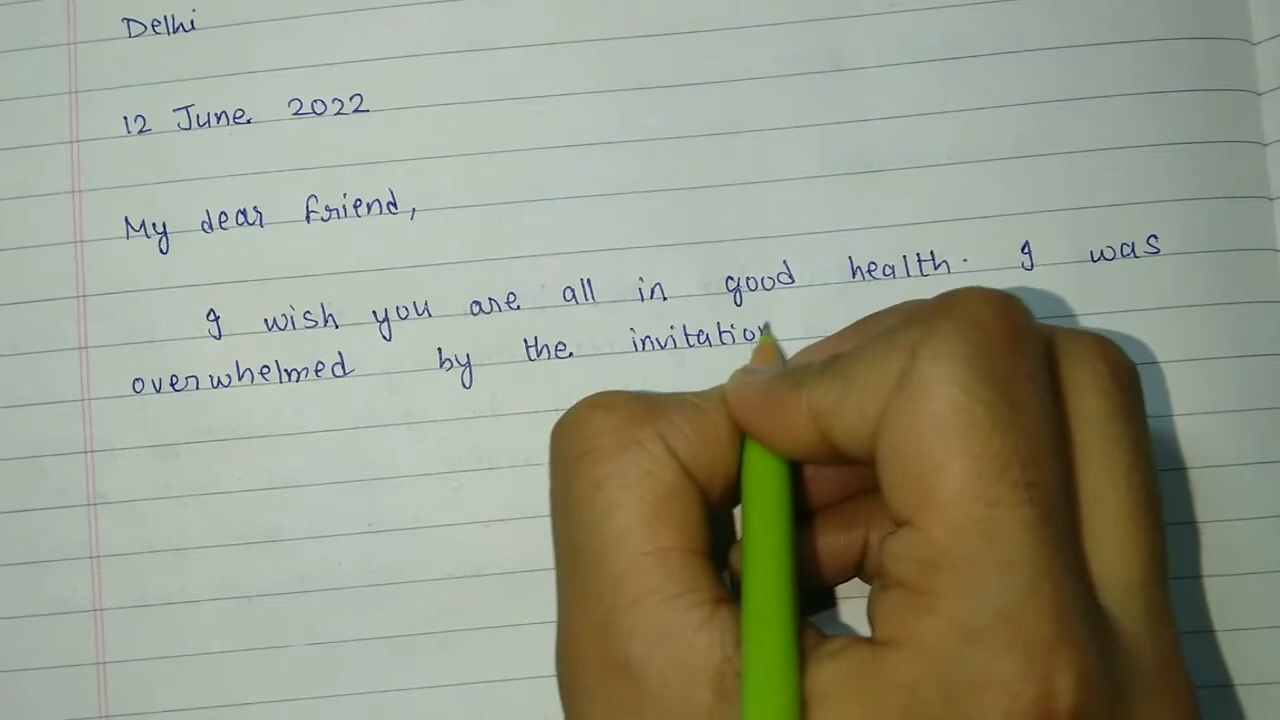 Delhi
12 June 2022
My dear friend,
I wish you are all in good health. I was
overwhelmed by the invitation